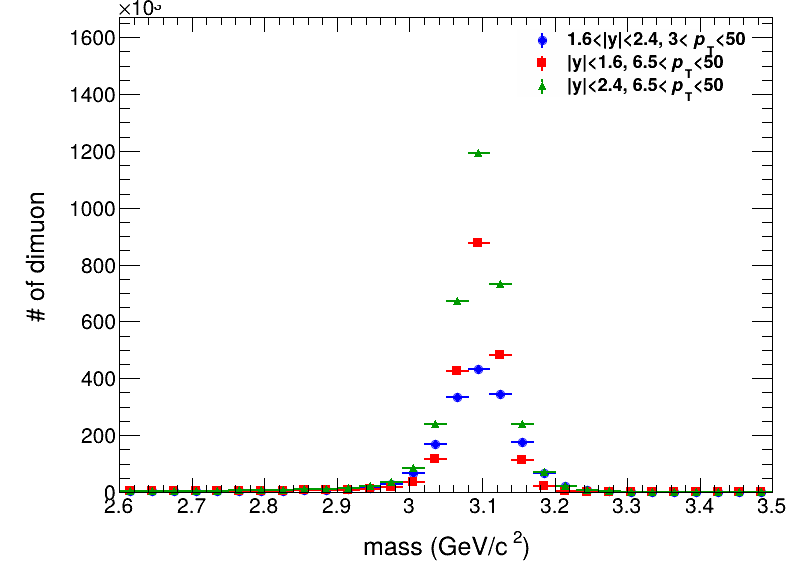 ×10³
1600
1400
1200
1000
800
600
400
200
0
1.6<|y|<2.4, 3< p_T<50
|y|<1.6, 6.5< p_T<50
|y|<2.4, 6.5< p_T<50
# of dimuon
2.6 2.7 2.8 2.9 3 3.1 3.2 3.3 3.4 3.5
mass (GeV/c²)